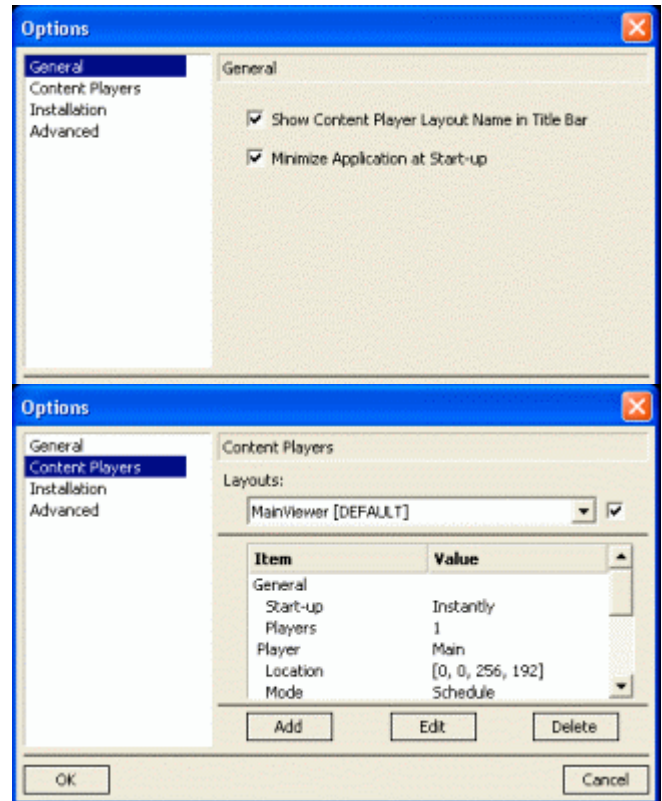 Options
General
Content Players
Installation
Advanced
General
Show Content Player Layout Name in Title Bar
Minimize Application at Start-up
Options
General
Content Players
Installation
Advanced
Content Players
Layouts:
MainViewer [DEFAULT]
Item Value
General
Start-up Instantly
Players 1
Player Main
Location [0, 0, 256, 192]
Mode Schedule
Add Edit Delete
OK Cancel